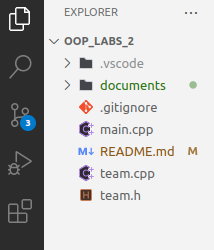 EXPLORER
OOP_LABS_2
.vscode
documents
.gitignore
3
main.cpp
README.md M
team.cpp
team.h